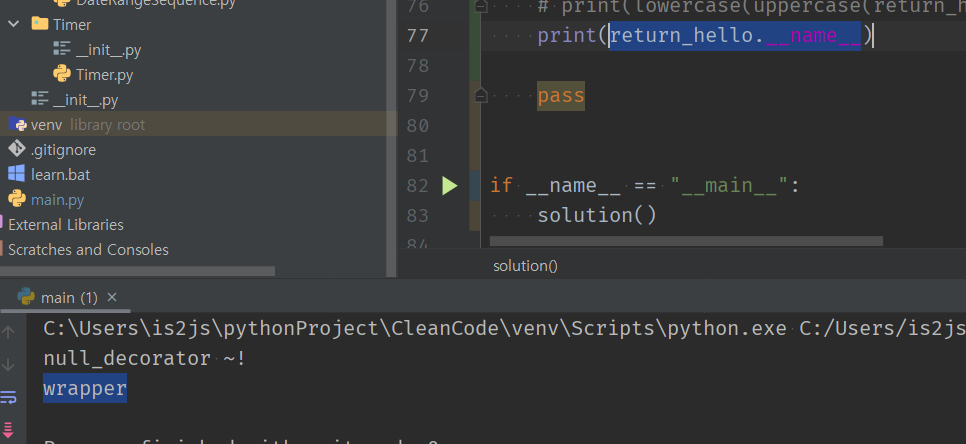 DateRangeSequence.py
Timer
__init__.py
Timer.py
__init__.py
venv library root
.gitignore
learn.bat
main.py
External Libraries
Scratches and Consoles
76 # print(lowercase(uppercase(return_h
77 print(return_hello.__name__)
78
79 pass
80
81
82 if __name__ == "__main__":
83 solution()
84
solution()
main (1) ×
C:\Users\is2js\pythonProject\CleanCode\venv\Scripts\python.exe C:/Users/is2js
null_decorator ~!
wrapper